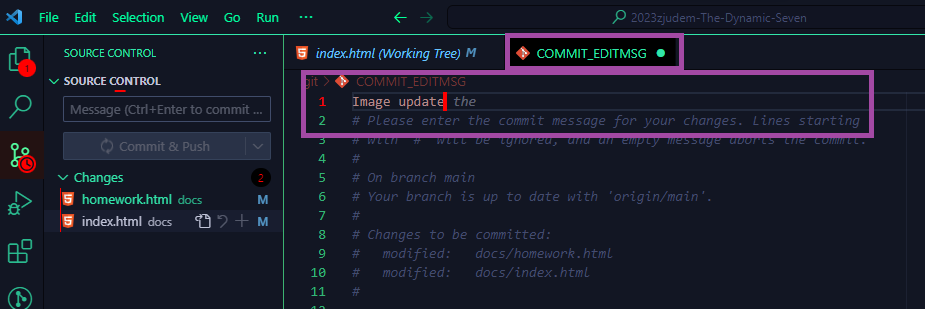 File Edit Selection View Go Run ··· ← → 2023zjudem-The-Dynamic-Seven
SOURCE CONTROL ···
index.html (Working Tree) M
COMMIT_EDITMSG ●
1
SOURCE CONTROL
git > COMMIT_EDITMSG
Message (Ctrl+Enter to commit ...
1 Image update the
2 # Please enter the commit message for your changes. Lines starting
Commit & Push
3 # with '#' will be ignored, and an empty message aborts the commit.
4 #
Changes 2
5 # On branch main
homework.html docs M
6 # Your branch is up to date with 'origin/main'.
index.html docs M
7 #
8 # Changes to be committed:
9 #   modified:   docs/homework.html
10 #   modified:   docs/index.html
11 #